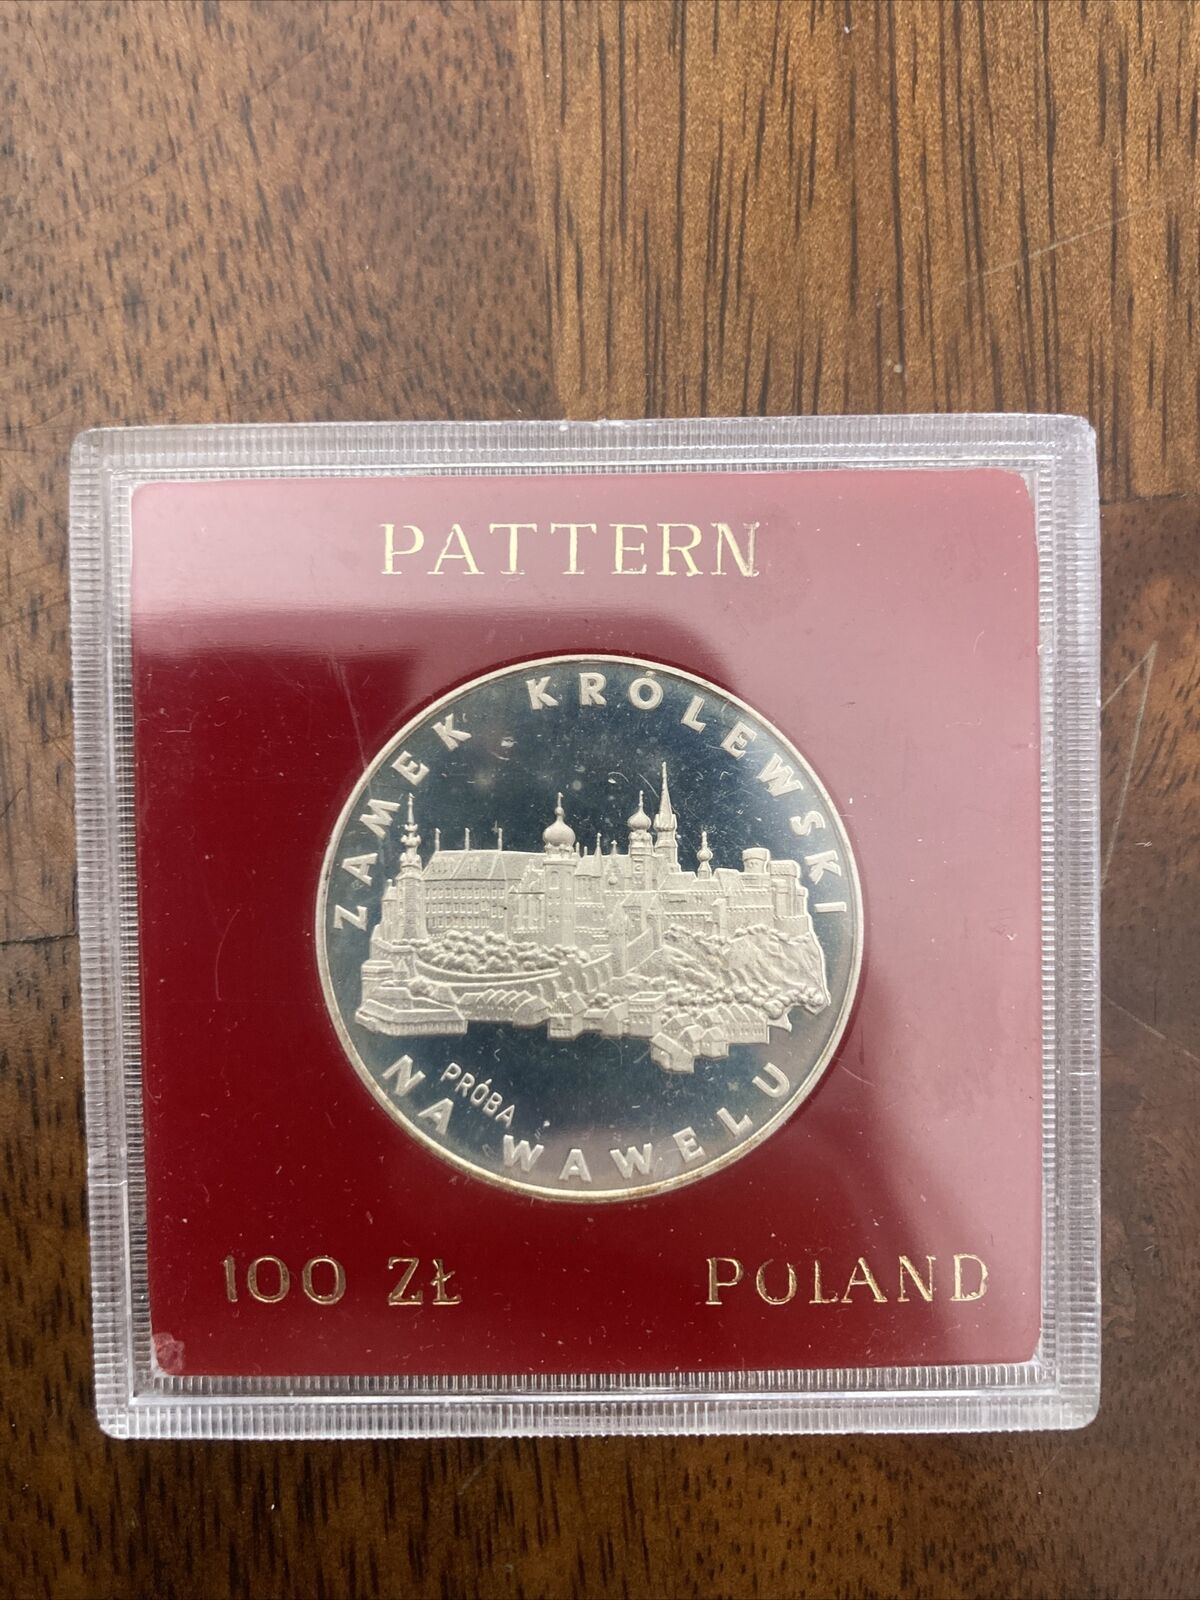 PATTERN
ZAMEK KRÓLEWSKI
PRÓBA
NA WAWELU
100 ZŁ POLAND